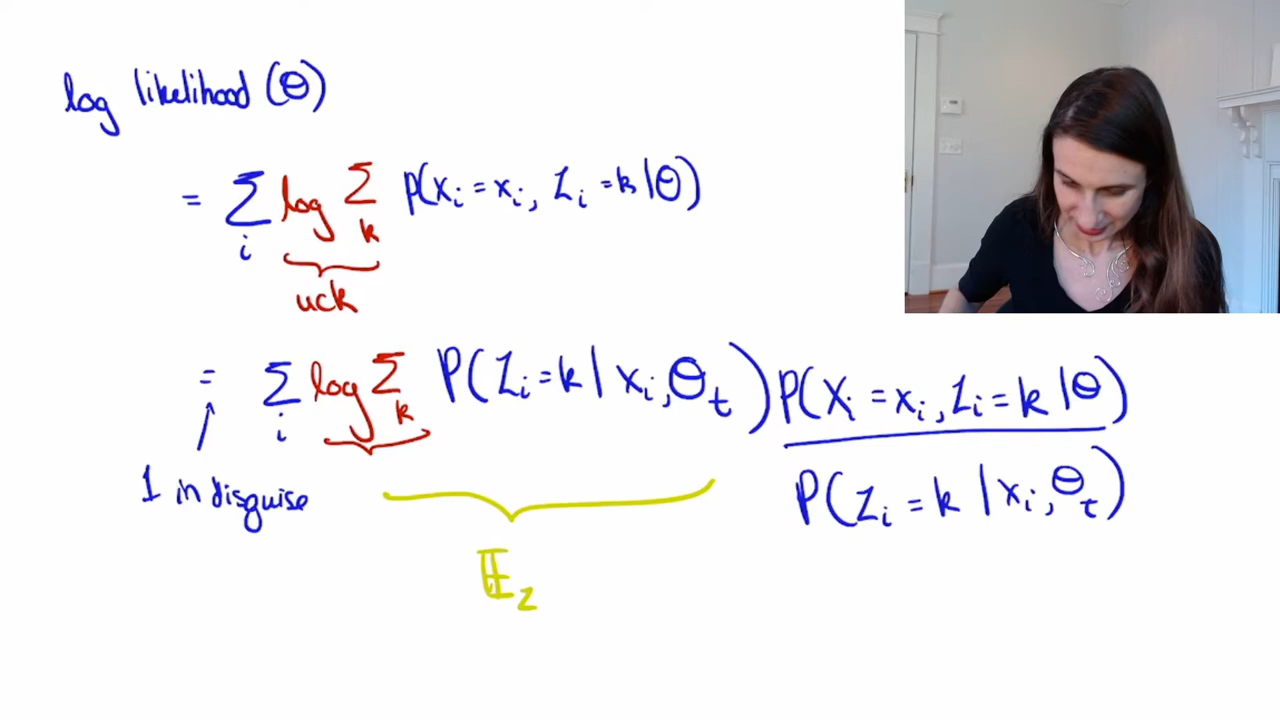 log likelihood (θ)
= Σ_i log Σ_k P(X_i = x_i, Z_i = k | θ)
uck
= Σ_i log Σ_k P(Z_i = k | x_i, θ_t) P(X_i = x_i, Z_i = k | θ)
P(Z_i = k | x_i, θ_t)
1 in disguise
𝔼_z